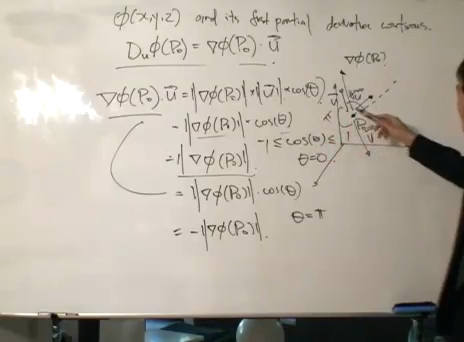 φ(x,y,z) and its first partial derivative continuous.
D_uφ(P₀) = ∇φ(P₀)·u⃗
∇φ(P₀)·u⃗ = |∇φ(P₀)|×|u⃗|×cos(θ)
= |∇φ(P₀)|·cos(θ)
-1 ≤ cos(θ) ≤ 1
= |∇φ(P₀)| θ=0
= |∇φ(P₀)|·cos(θ) θ=π
= -|∇φ(P₀)|.
∇φ(P₀)?